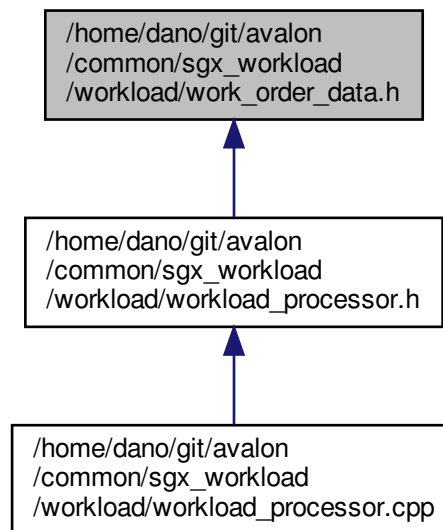 /home/dano/git/avalon
/common/sgx_workload
/workload/work_order_data.h
/home/dano/git/avalon
/common/sgx_workload
/workload/workload_processor.h
/home/dano/git/avalon
/common/sgx_workload
/workload/workload_processor.cpp